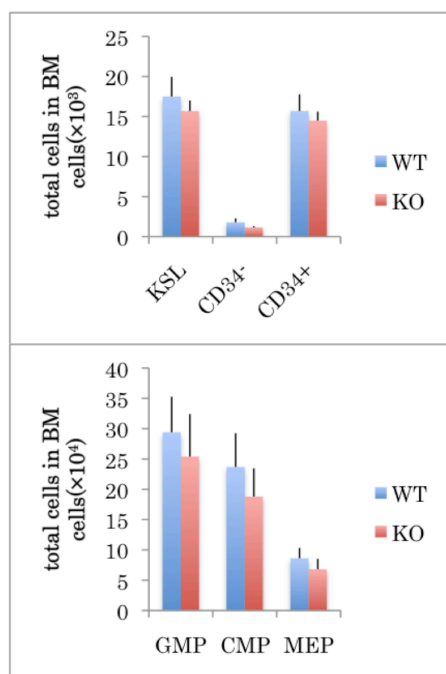 total cells in BM
cells(×10³)
25
20
15
10
5
0
KSL
CD34-
CD34+
WT
KO
total cells in BM
cells(×10⁴)
40
35
30
25
20
15
10
5
0
GMP CMP MEP
WT
KO